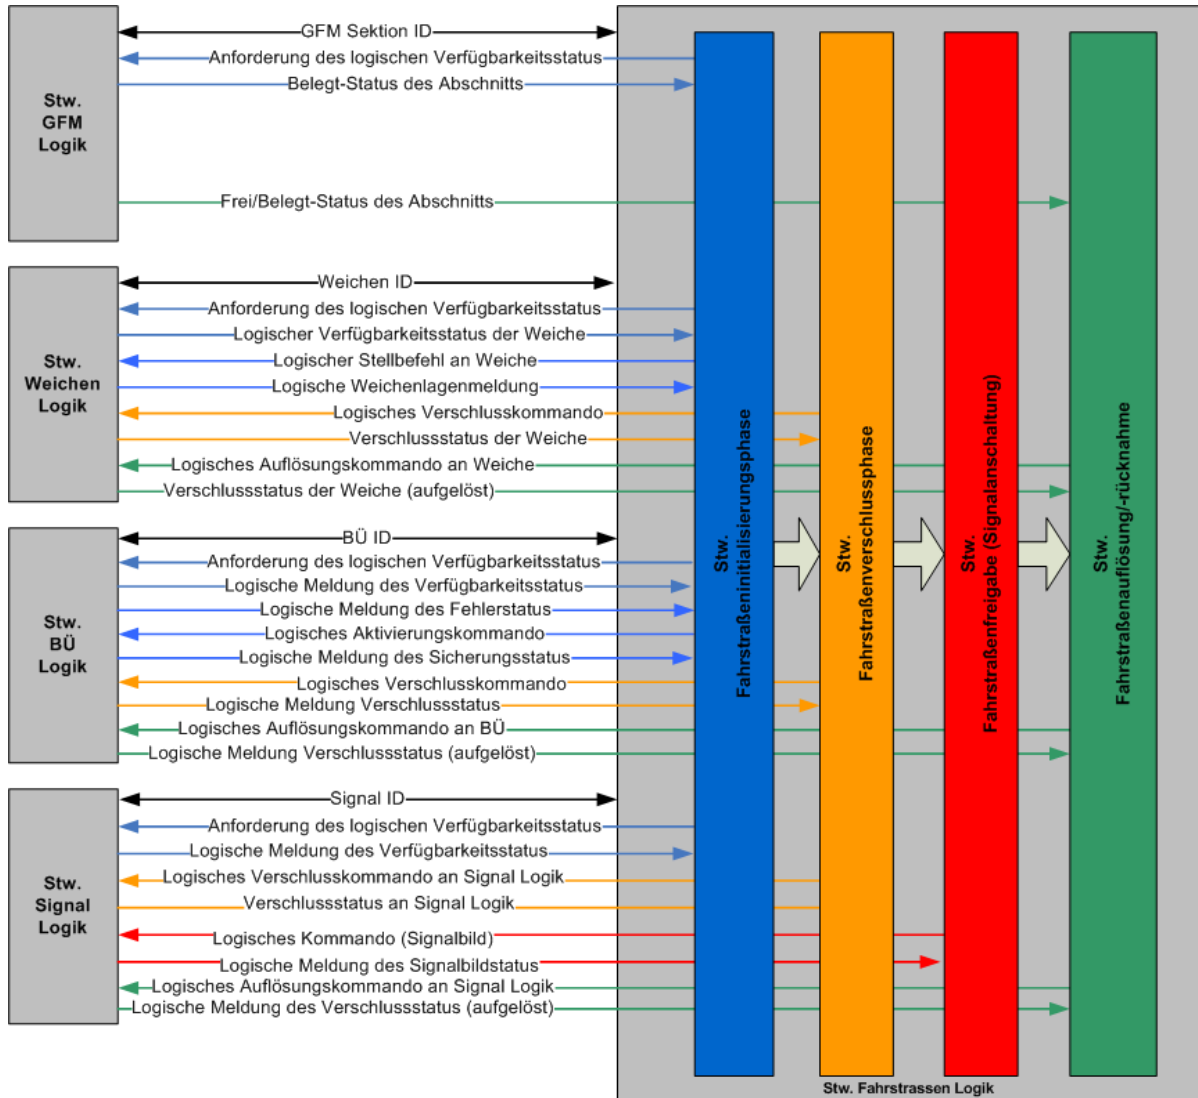 Stw.
GFM
Logik
GFM Sektion ID
Anforderung des logischen Verfügbarkeitsstatus
Belegt-Status des Abschnitts
Frei/Belegt-Status des Abschnitts
Stw.
Weichen
Logik
Weichen ID
Anforderung des logischen Verfügbarkeitsstatus
Logischer Verfügbarkeitsstatus der Weiche
Logischer Stellbefehl an Weiche
Logische Weichenlagenmeldung
Logisches Verschlusskommando
Verschlussstatus der Weiche
Logisches Auflösungskommando an Weiche
Verschlussstatus der Weiche (aufgelöst)
Stw.
BÜ
Logik
BÜ ID
Anforderung des logischen Verfügbarkeitsstatus
Logische Meldung des Verfügbarkeitsstatus
Logische Meldung des Fehlerstatus
Logisches Aktivierungskommando
Logische Meldung des Sicherungsstatus
Logisches Verschlusskommando
Logische Meldung Verschlussstatus
Logisches Auflösungskommando an BÜ
Logische Meldung Verschlussstatus (aufgelöst)
Stw.
Signal
Logik
Signal ID
Anforderung des logischen Verfügbarkeitsstatus
Logische Meldung des Verfügbarkeitsstatus
Logisches Verschlusskommando an Signal Logik
Verschlussstatus an Signal Logik
Logisches Kommando (Signalbild)
Logische Meldung des Signalbildstatus
Logisches Auflösungskommando an Signal Logik
Logische Meldung des Verschlussstatus (aufgelöst)
Stw.
Fahrstraßeninitialisierungsphase
Stw.
Fahrstraßenverschlussphase
Stw.
Fahrstraßenfreigabe (Signalanschaltung)
Stw.
Fahrstraßenauflösung/-rücknahme
Stw. Fahrstrassen Logik